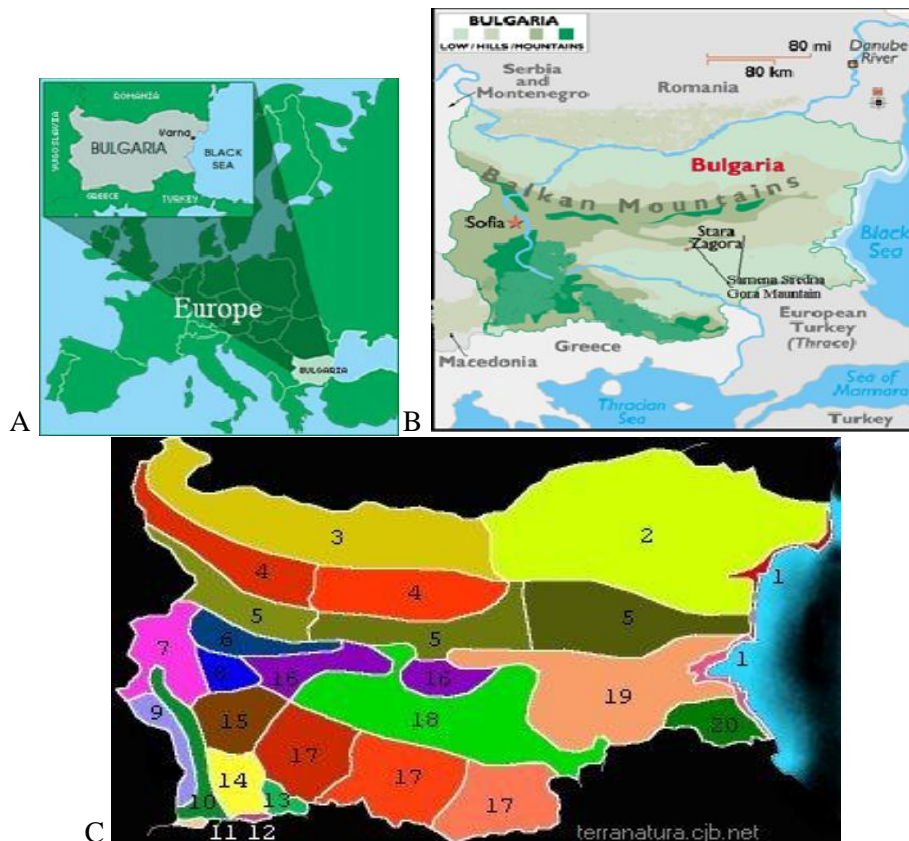 ROMANIA
YUGOSLAVIA
Varna
BULGARIA
BLACK
SEA
GREECE
TURKEY
Europe
BULGARIA
A
BULGARIA
LOW / HILLS / MOUNTAINS
80 mi
80 km
Danube
River
Serbia
and
Montenegro
Romania
Bulgaria
Balkan Mountains
Sofia
Stara
Zagora
Black
Sea
Surnena Sredna
Gora Mauntain
European
Turkey
(Thrace)
Macedonia
Greece
Thracian
Sea
Sea of
Marmara
Turkey
B
3
2
1
4
4
5
5
5
6
7
8
16
16
1
9
15
18
19
20
17
17
17
14
10
13
11 12
C
terranatura.cjb.net